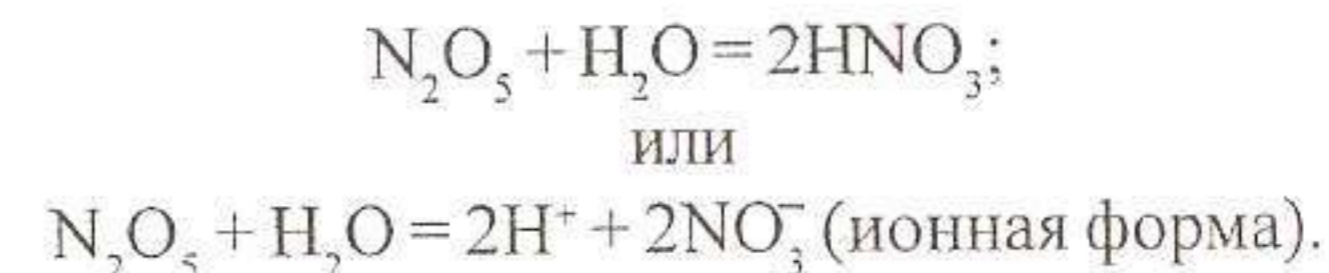 N₂O₅ + H₂O = 2HNO₃;
или
N₂O₅ + H₂O = 2H⁺ + 2NO₃⁻ (ионная форма).